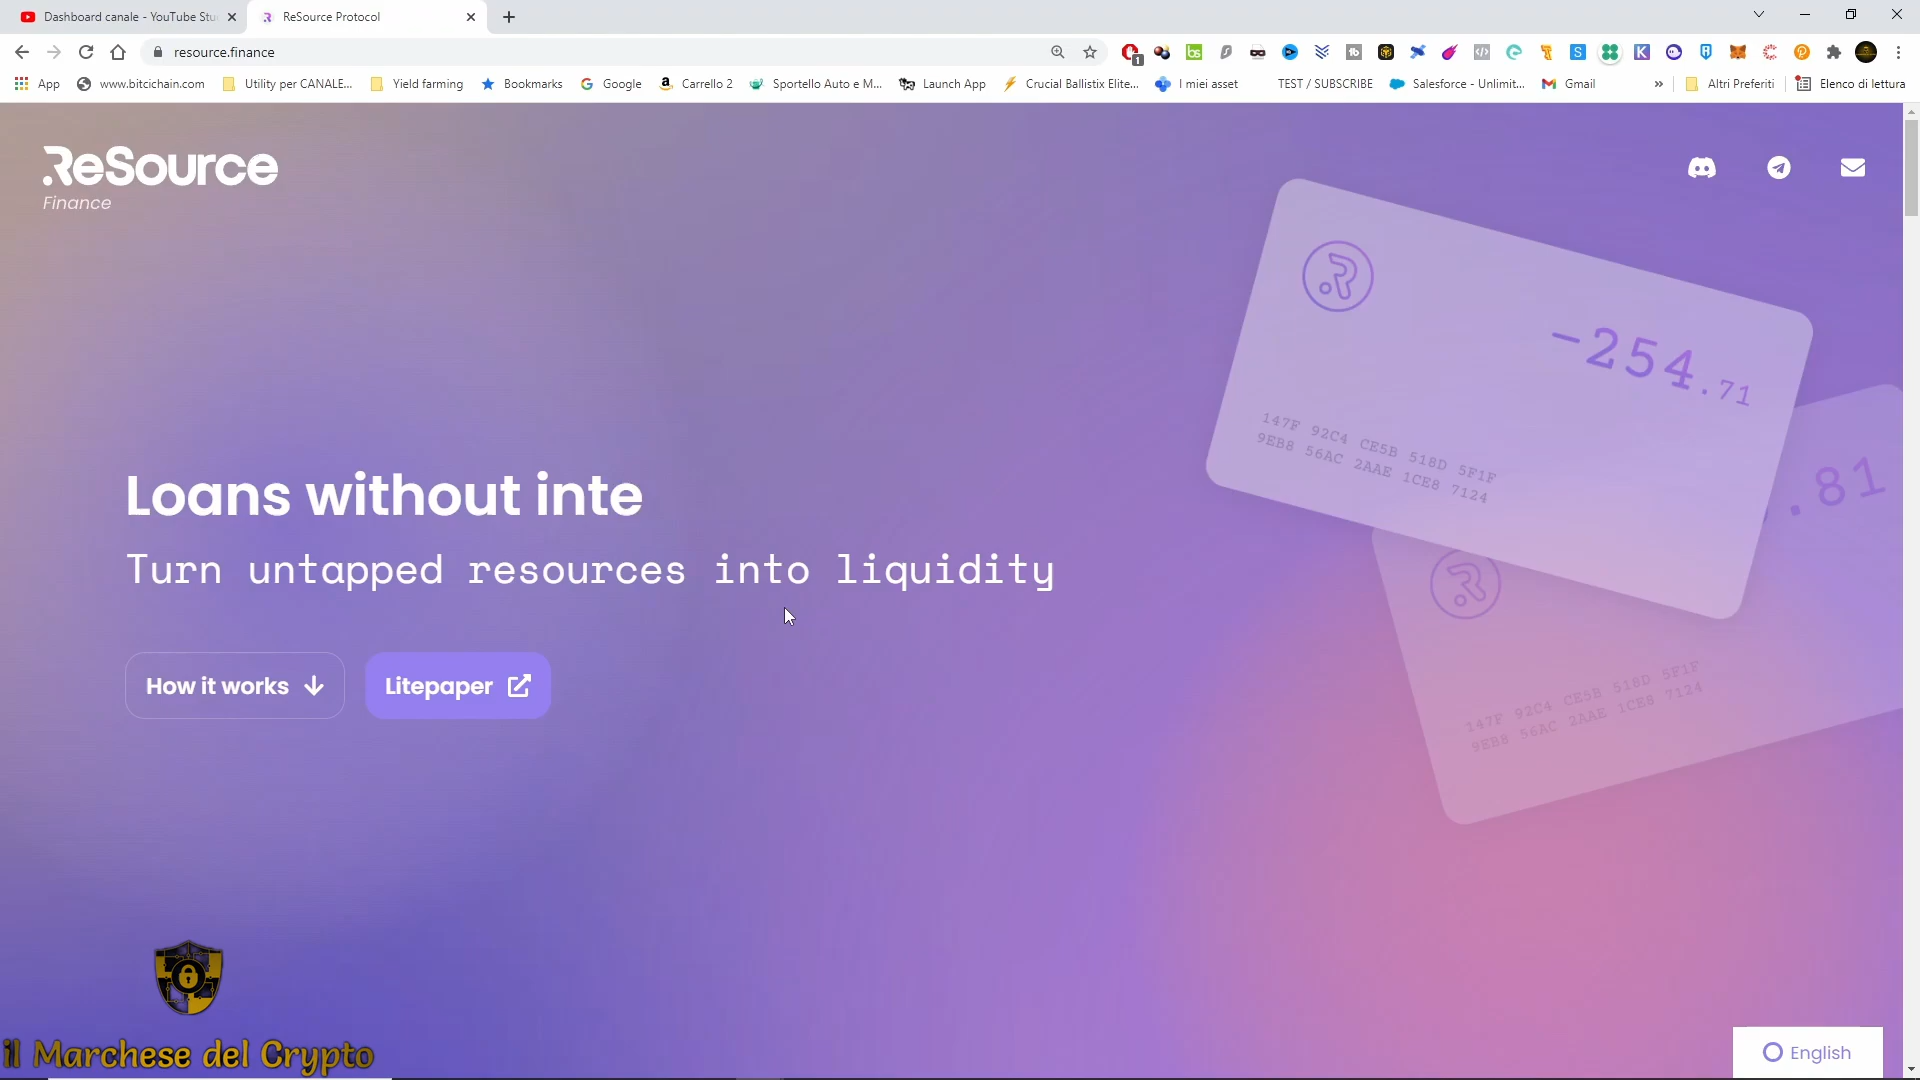 Dashboard canale - YouTube Stu
ReSource Protocol
resource.finance
1
App
www.bitcichain.com
Utility per CANALE...
Yield farming
Bookmarks
Google
Carrello 2
Sportello Auto e M...
Launch App
Crucial Ballistix Elite...
I miei asset
TEST / SUBSCRIBE
Salesforce - Unlimit...
Gmail
»
Altri Preferiti
Elenco di lettura
ReSource
Finance
-254.71
147F 92C4 CE5B 518D 5F1F
9EB8 56AC 2AAE 1CE8 7124
.81
147F 92C4 CE5B 518D 5F1F
9EB8 56AC 2AAE 1CE8 7124
Loans without inte
Turn untapped resources into liquidity
How it works
Litepaper
il Marchese del Crypto
English